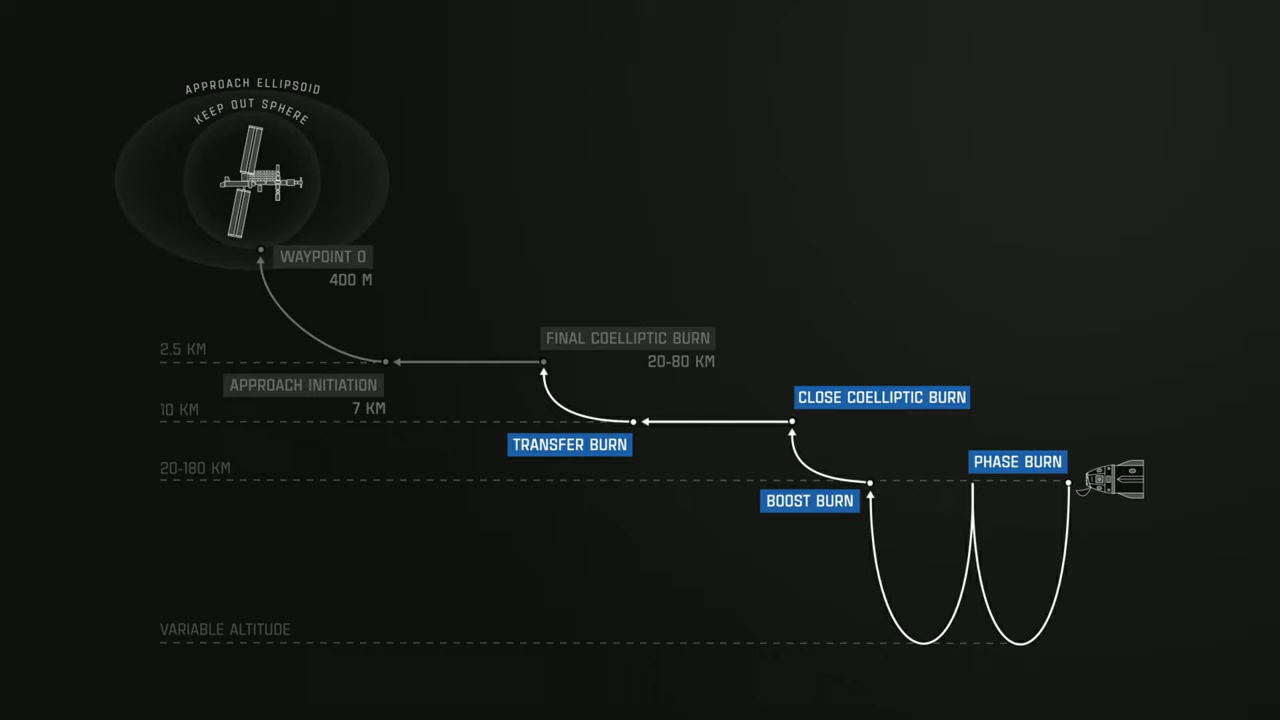 APPROACH ELLIPSOID
KEEP OUT SPHERE
WAYPOINT 0
400 M
FINAL COELLIPTIC BURN
20-80 KM
2.5 KM
APPROACH INITIATION
7 KM
CLOSE COELLIPTIC BURN
10 KM
TRANSFER BURN
PHASE BURN
20-180 KM
BOOST BURN
VARIABLE ALTITUDE